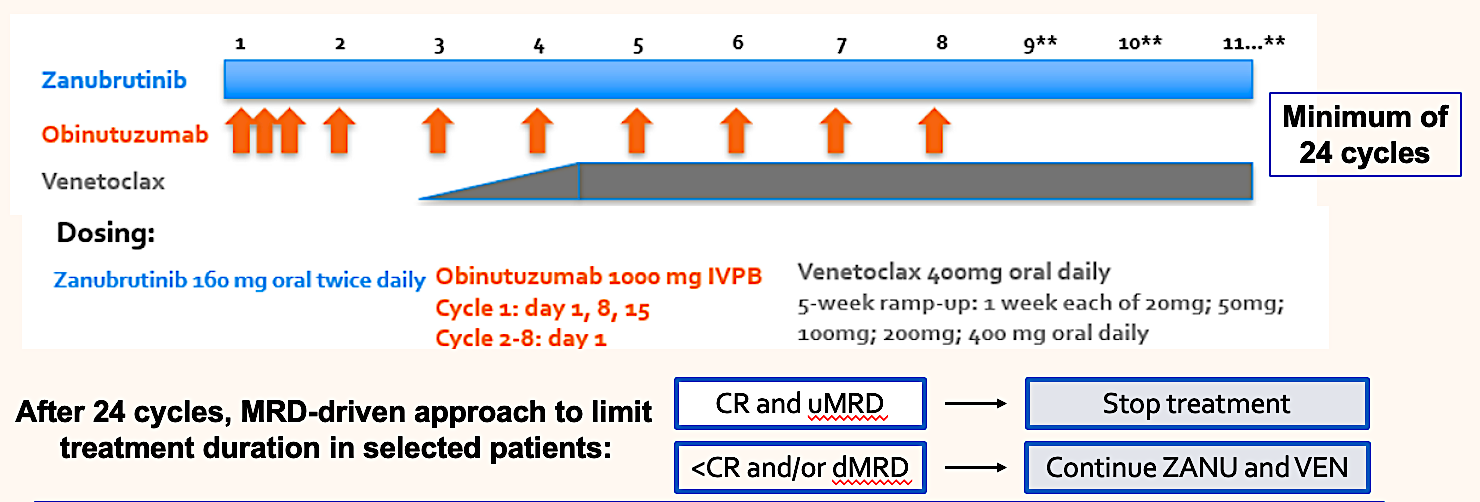 1 2 3 4 5 6 7 8 9** 10** 11...**
Zanubrutinib
Obinutuzumab
Venetoclax
Minimum of
24 cycles
Dosing:
Zanubrutinib 160 mg oral twice daily
Obinutuzumab 1000 mg IVPB
Cycle 1: day 1, 8, 15
Cycle 2-8: day 1
Venetoclax 400mg oral daily
5-week ramp-up: 1 week each of 20mg; 50mg;
100mg; 200mg; 400 mg oral daily
After 24 cycles, MRD-driven approach to limit
treatment duration in selected patients:
CR and uMRD
Stop treatment
<CR and/or dMRD
Continue ZANU and VEN